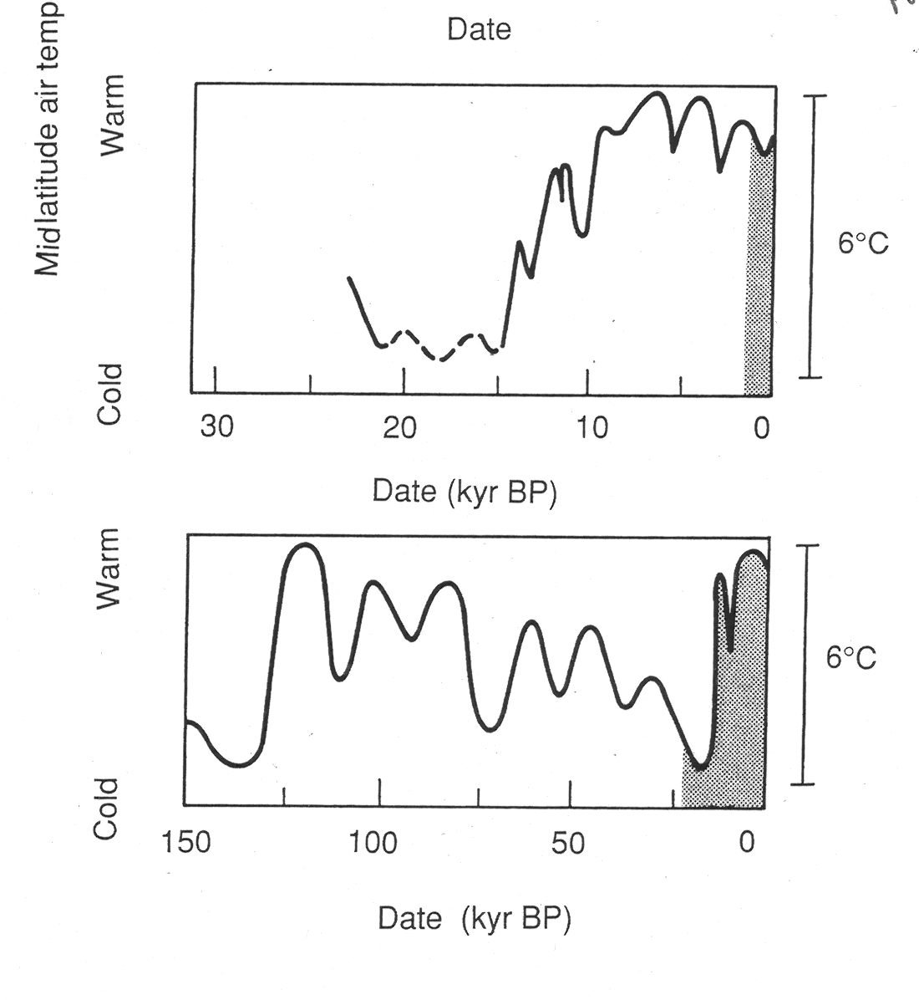 Date
Midlatitude air temp
Warm
Cold
6°C
30 20 10 0
Date (kyr BP)
Warm
Cold
6°C
150 100 50 0
Date (kyr BP)